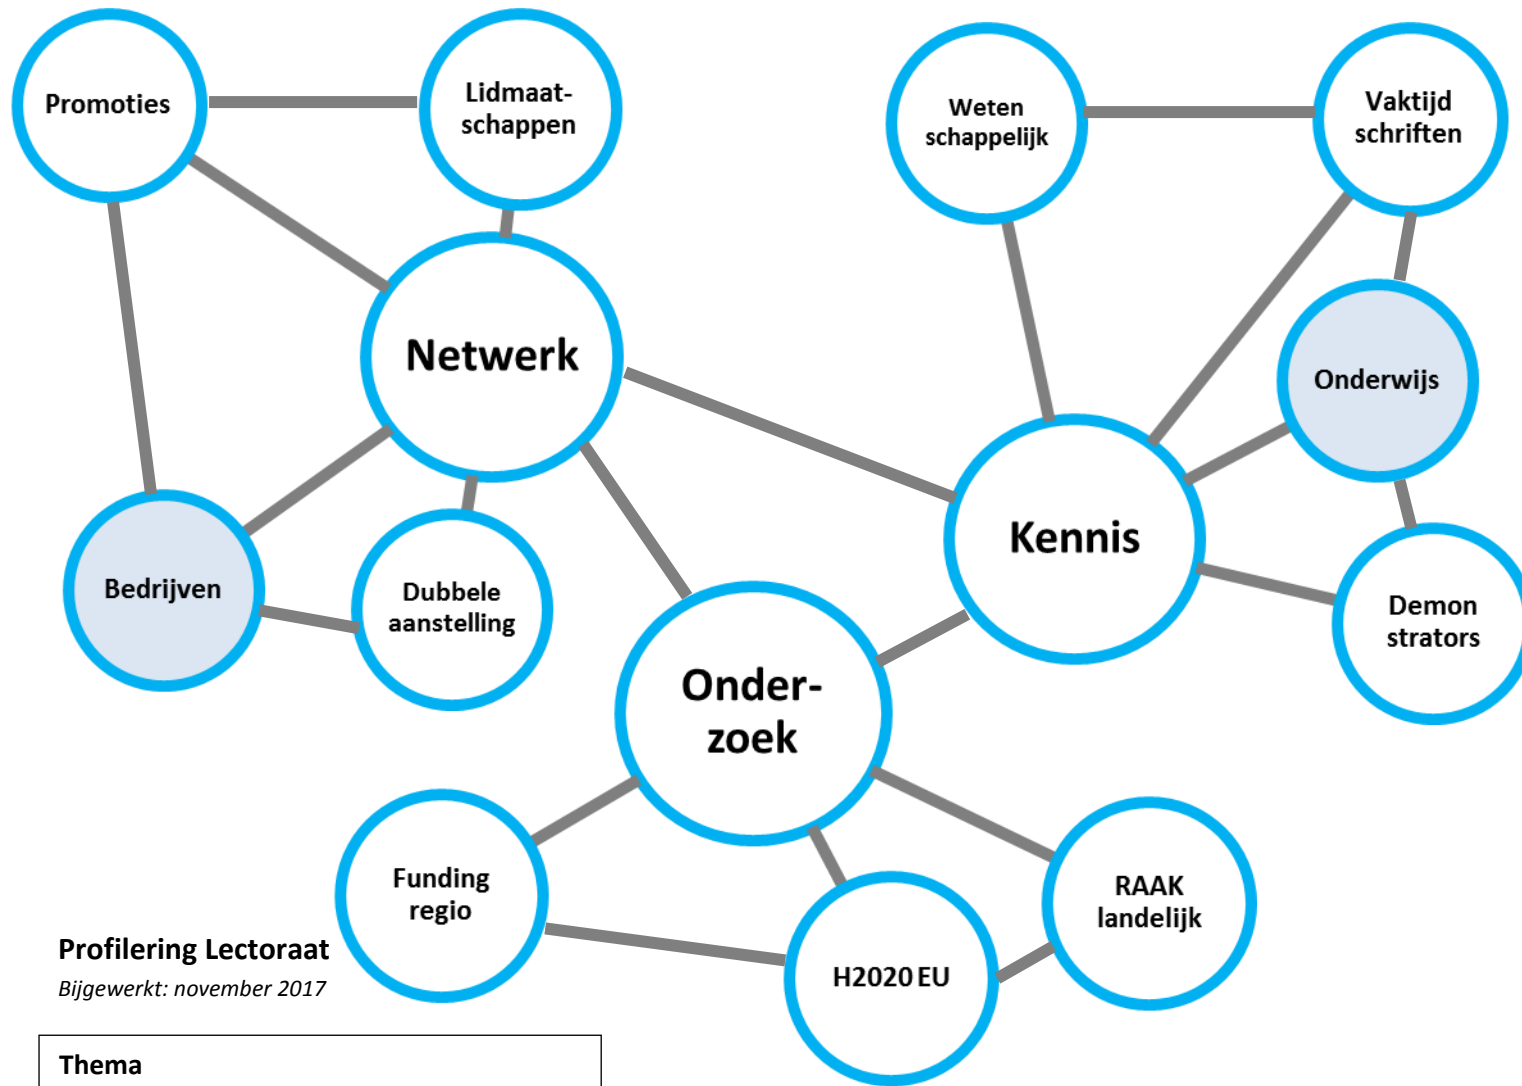 Promoties
Lidmaat-
schappen
Weten
schappelijk
Vaktijd
schriften
Netwerk
Onderwijs
Kennis
Bedrijven
Dubbele
aanstelling
Demon
strators
Onder-
zoek
Funding
regio
RAAK
landelijk
H2020 EU
Profilering Lectoraat
Bijgewerkt: november 2017
Thema